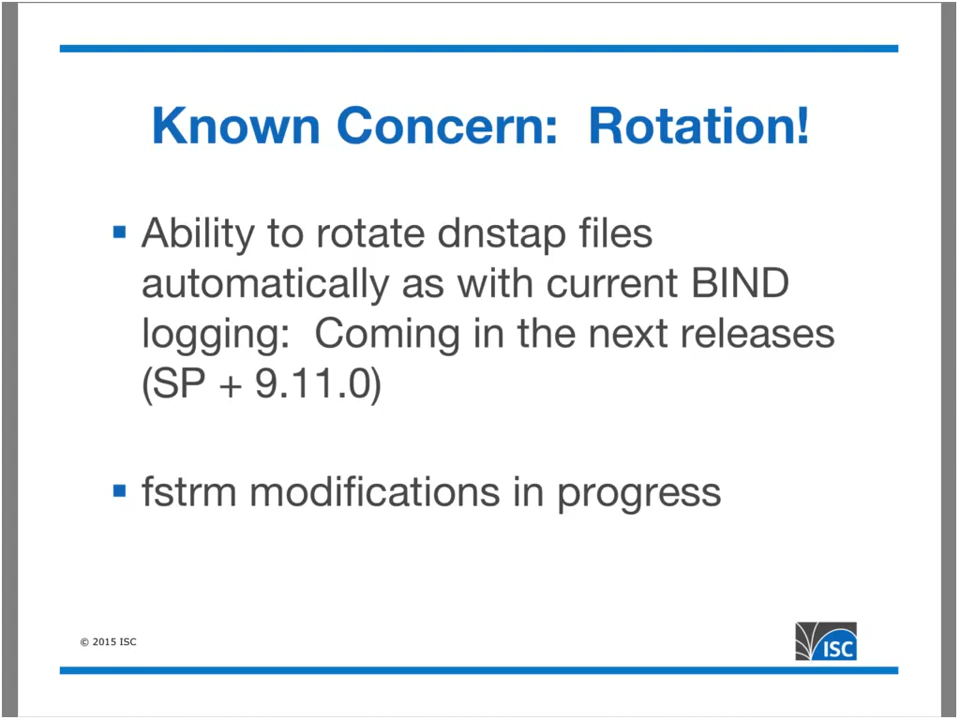 Known Concern:  Rotation!
▪ Ability to rotate dnstap files
automatically as with current BIND
logging:  Coming in the next releases
(SP + 9.11.0)
▪ fstrm modifications in progress
© 2015 ISC
ISC